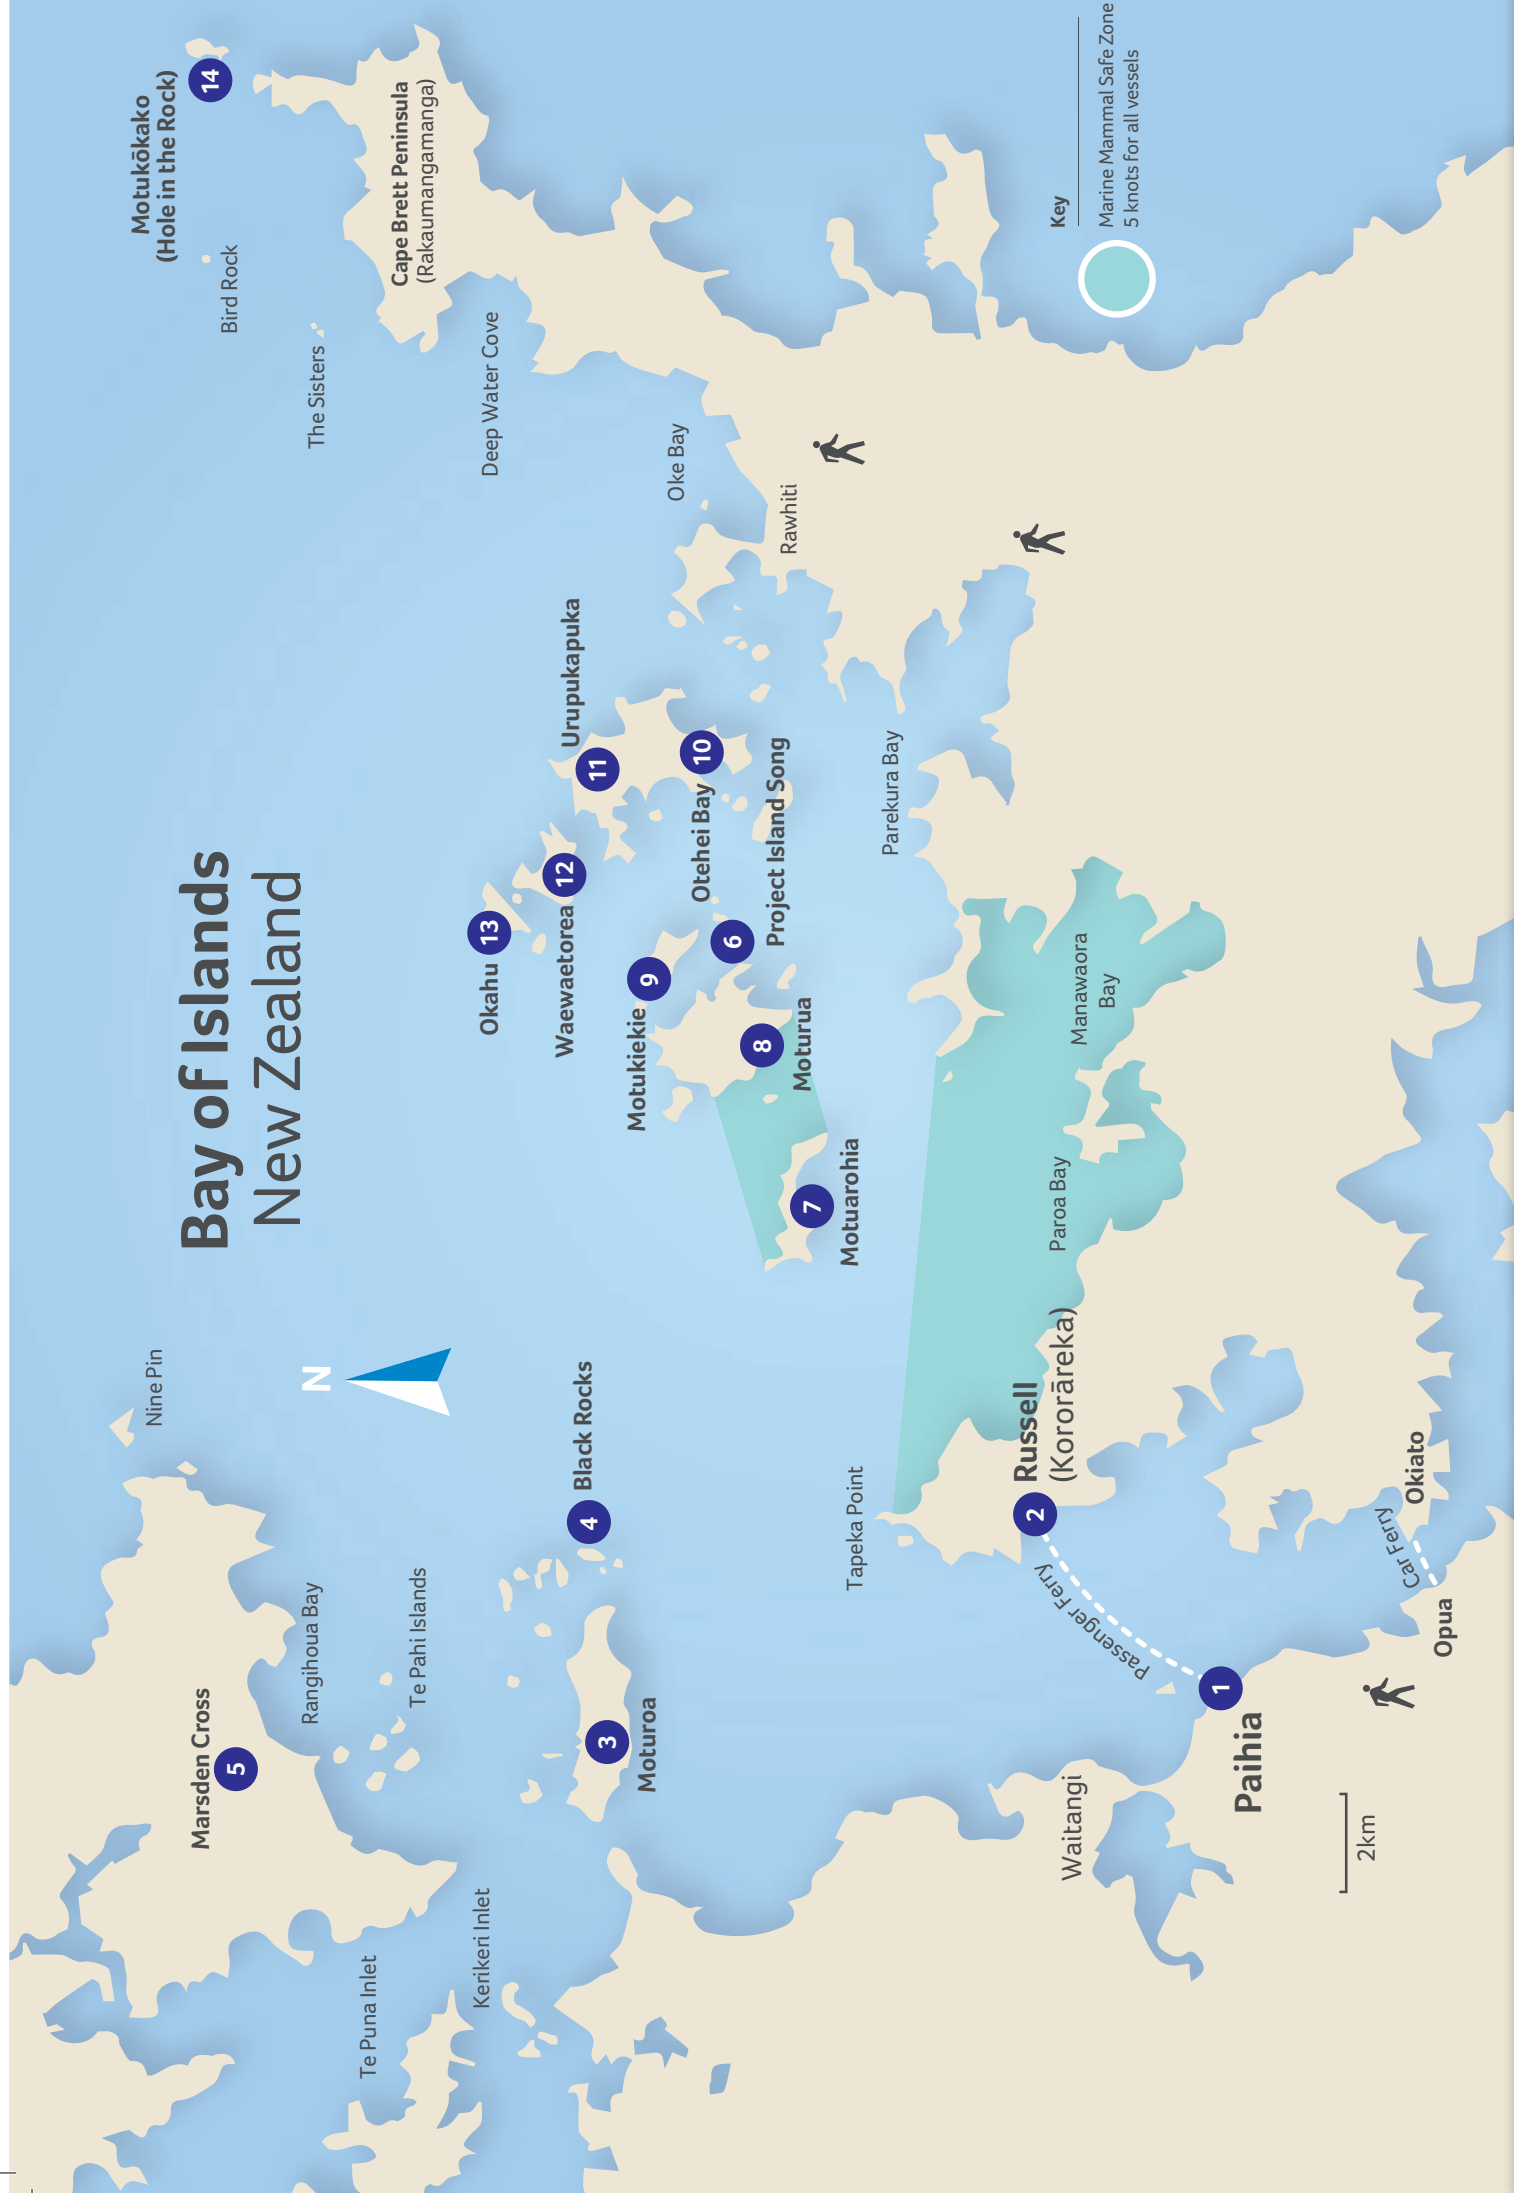 Bay of Islands
New Zealand
N
Nine Pin
Marsden Cross
5
Rangihoua Bay
Te Pahi Islands
Te Puna Inlet
Kerikeri Inlet
Black Rocks
4
3
Moturoa
Motukōkako
(Hole in the Rock)
14
Bird Rock
The Sisters
Cape Brett Peninsula
(Rakaumangamanga)
Deep Water Cove
Oke Bay
Rawhiti
Urupukapuka
11
10
Otehei Bay
Project Island Song
6
12
Waewaetorea
13
Okahu
9
Motukiekie
8
Moturua
7
Motuarohia
Parekura Bay
Manawaora
Bay
Paroa Bay
Tapeka Point
Russell
(Kororāreka)
2
Passenger Ferry
1
Paihia
Waitangi
Car Ferry
Okiato
Opua
2km
Key
Marine Mammal Safe Zone
5 knots for all vessels